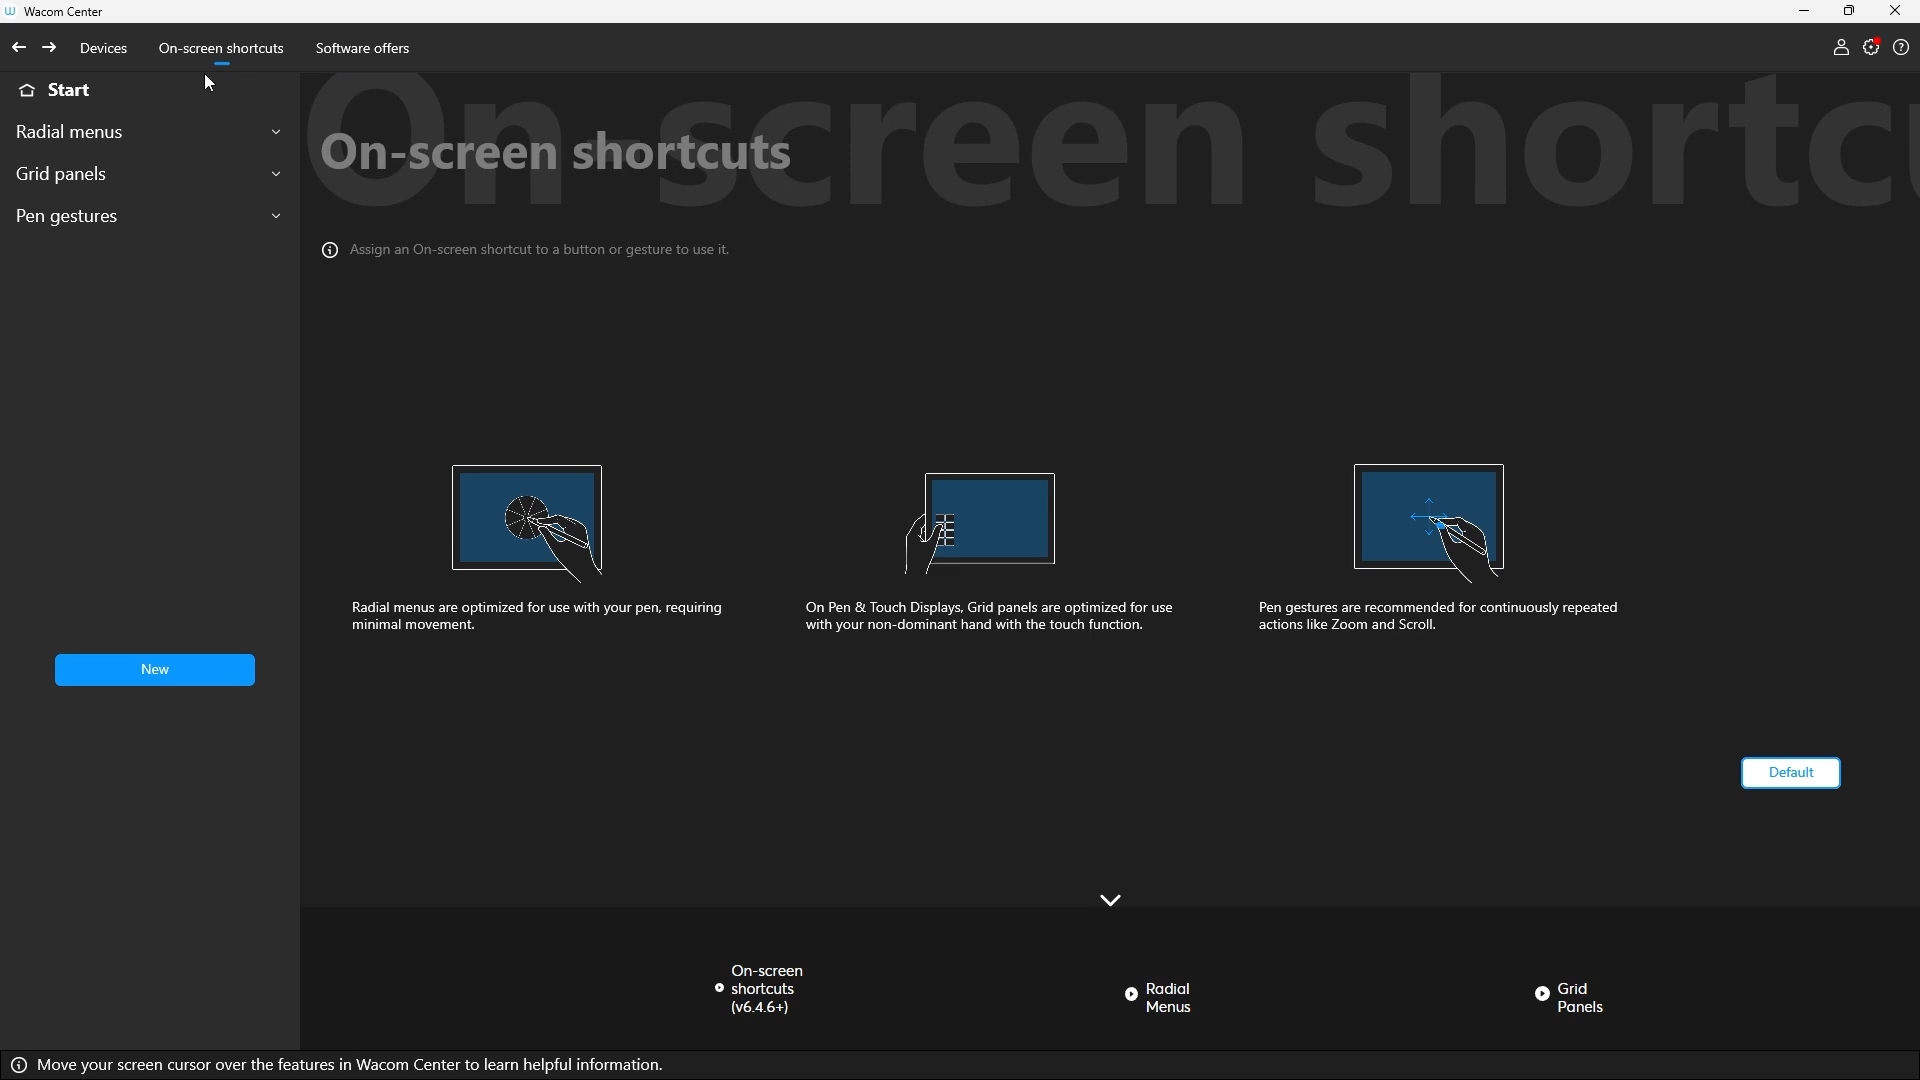 Wacom Center
Devices
On-screen shortcuts
Software offers
Start
Radial menus
Grid panels
Pen gestures
New
On-screen shortcu
On-screen shortcuts
Assign an On-screen shortcut to a button or gesture to use it.
Radial menus are optimized for use with your pen, requiring
minimal movement.
On Pen & Touch Displays, Grid panels are optimized for use
with your non-dominant hand with the touch function.
Pen gestures are recommended for continuously repeated
actions like Zoom and Scroll.
Default
On-screen
shortcuts
(v6.4.6+)
Radial
Menus
Grid
Panels
Move your screen cursor over the features in Wacom Center to learn helpful information.